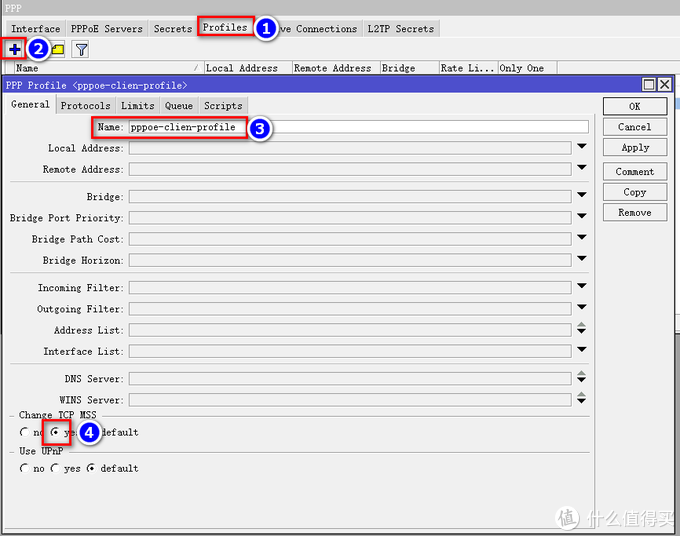 PPP
Interface PPPoE Servers Secrets Profiles 1 ve Connections L2TP Secrets
2
Name / Local Address Remote Address Bridge Rate Li... Only One
PPP Profile <pppoe-clien-profile>
General Protocols Limits Queue Scripts
OK
Name: pppoe-clien-profile 3
Cancel
Local Address:
Apply
Remote Address:
Comment
Bridge:
Copy
Bridge Port Priority:
Remove
Bridge Path Cost:
Bridge Horizon:
Incoming Filter:
Outgoing Filter:
Address List:
Interface List:
DNS Server:
WINS Server:
Change TCP MSS
no yes 4 default
Use UPnP
no yes default
值 什么值得买